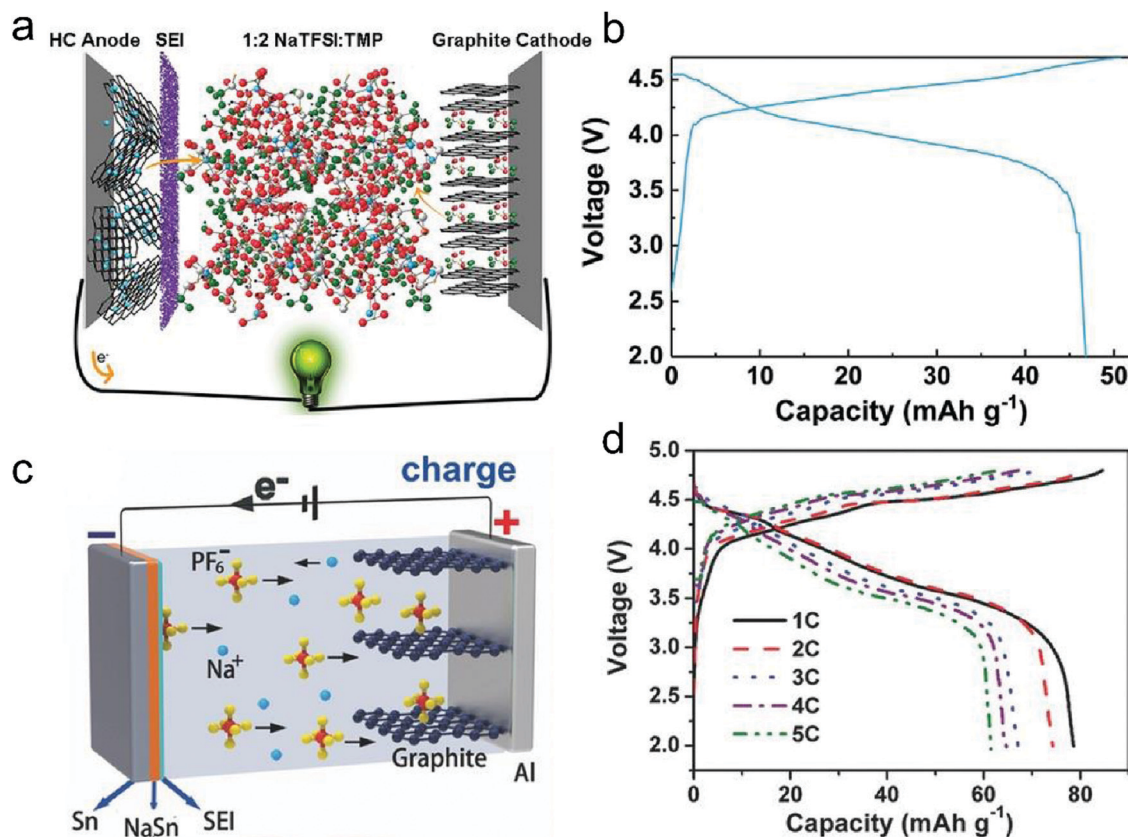 a
HC Anode SEI 1:2 NaTFSI:TMP Graphite Cathode
e-
b
Voltage (V)
4.5
4.0
3.5
3.0
2.5
2.0
0 10 20 30 40 50
Capacity (mAh g⁻¹)
c
charge
e-
−
+
PF₆⁻
Na⁺
Graphite
Al
Sn
NaSn
SEI
d
Voltage (V)
5.0
4.5
4.0
3.5
3.0
2.5
2.0
1C
2C
3C
4C
5C
0 20 40 60 80
Capacity (mAh g⁻¹)